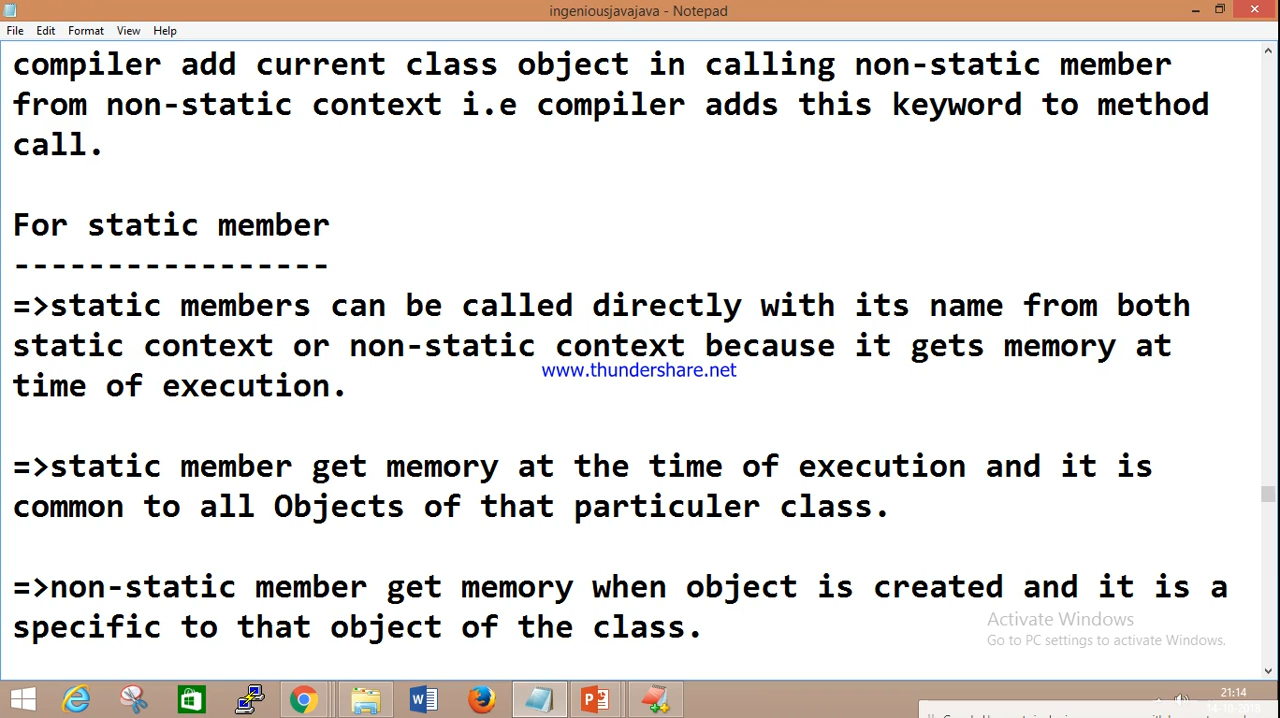 ingeniousjavajava - Notepad
File Edit Format View Help
compiler add current class object in calling non-static member
from non-static context i.e compiler adds this keyword to method
call.
For static member
-----------------
=>static members can be called directly with its name from both
static context or non-static context because it gets memory at
www.thundershare.net
time of execution.
=>static member get memory at the time of execution and it is
common to all Objects of that particuler class.
=>non-static member get memory when object is created and it is a
specific to that object of the class.
Activate Windows
Go to PC settings to activate Windows.
21:14
14-10-2018